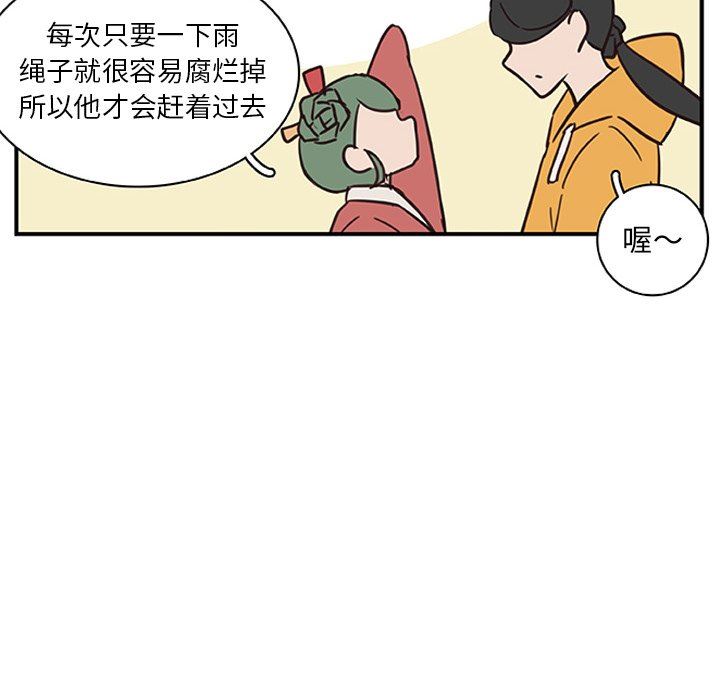 每次只要一下雨
绳子就很容易腐烂掉
所以他才会赶着过去
喔～